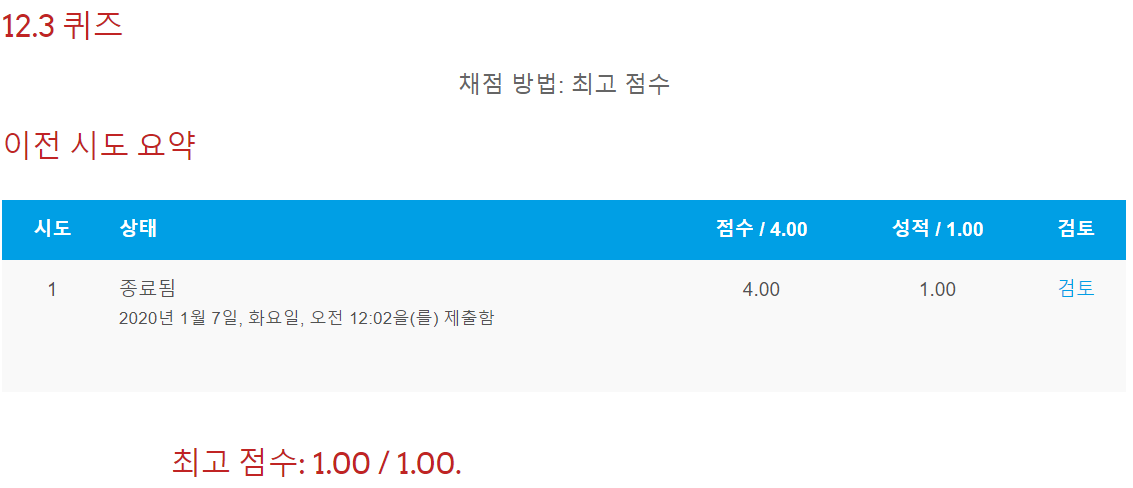 12.3 퀴즈
채점 방법: 최고 점수
이전 시도 요약
시도 상태 점수 / 4.00 성적 / 1.00 검토
1 종료됨 4.00 1.00 검토
2020년 1월 7일, 화요일, 오전 12:02을(를) 제출함
최고 점수: 1.00 / 1.00.